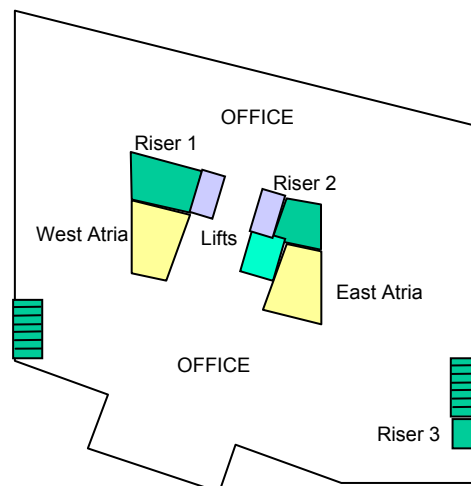 OFFICE
Riser 1
Riser 2
West Atria
Lifts
East Atria
OFFICE
Riser 3